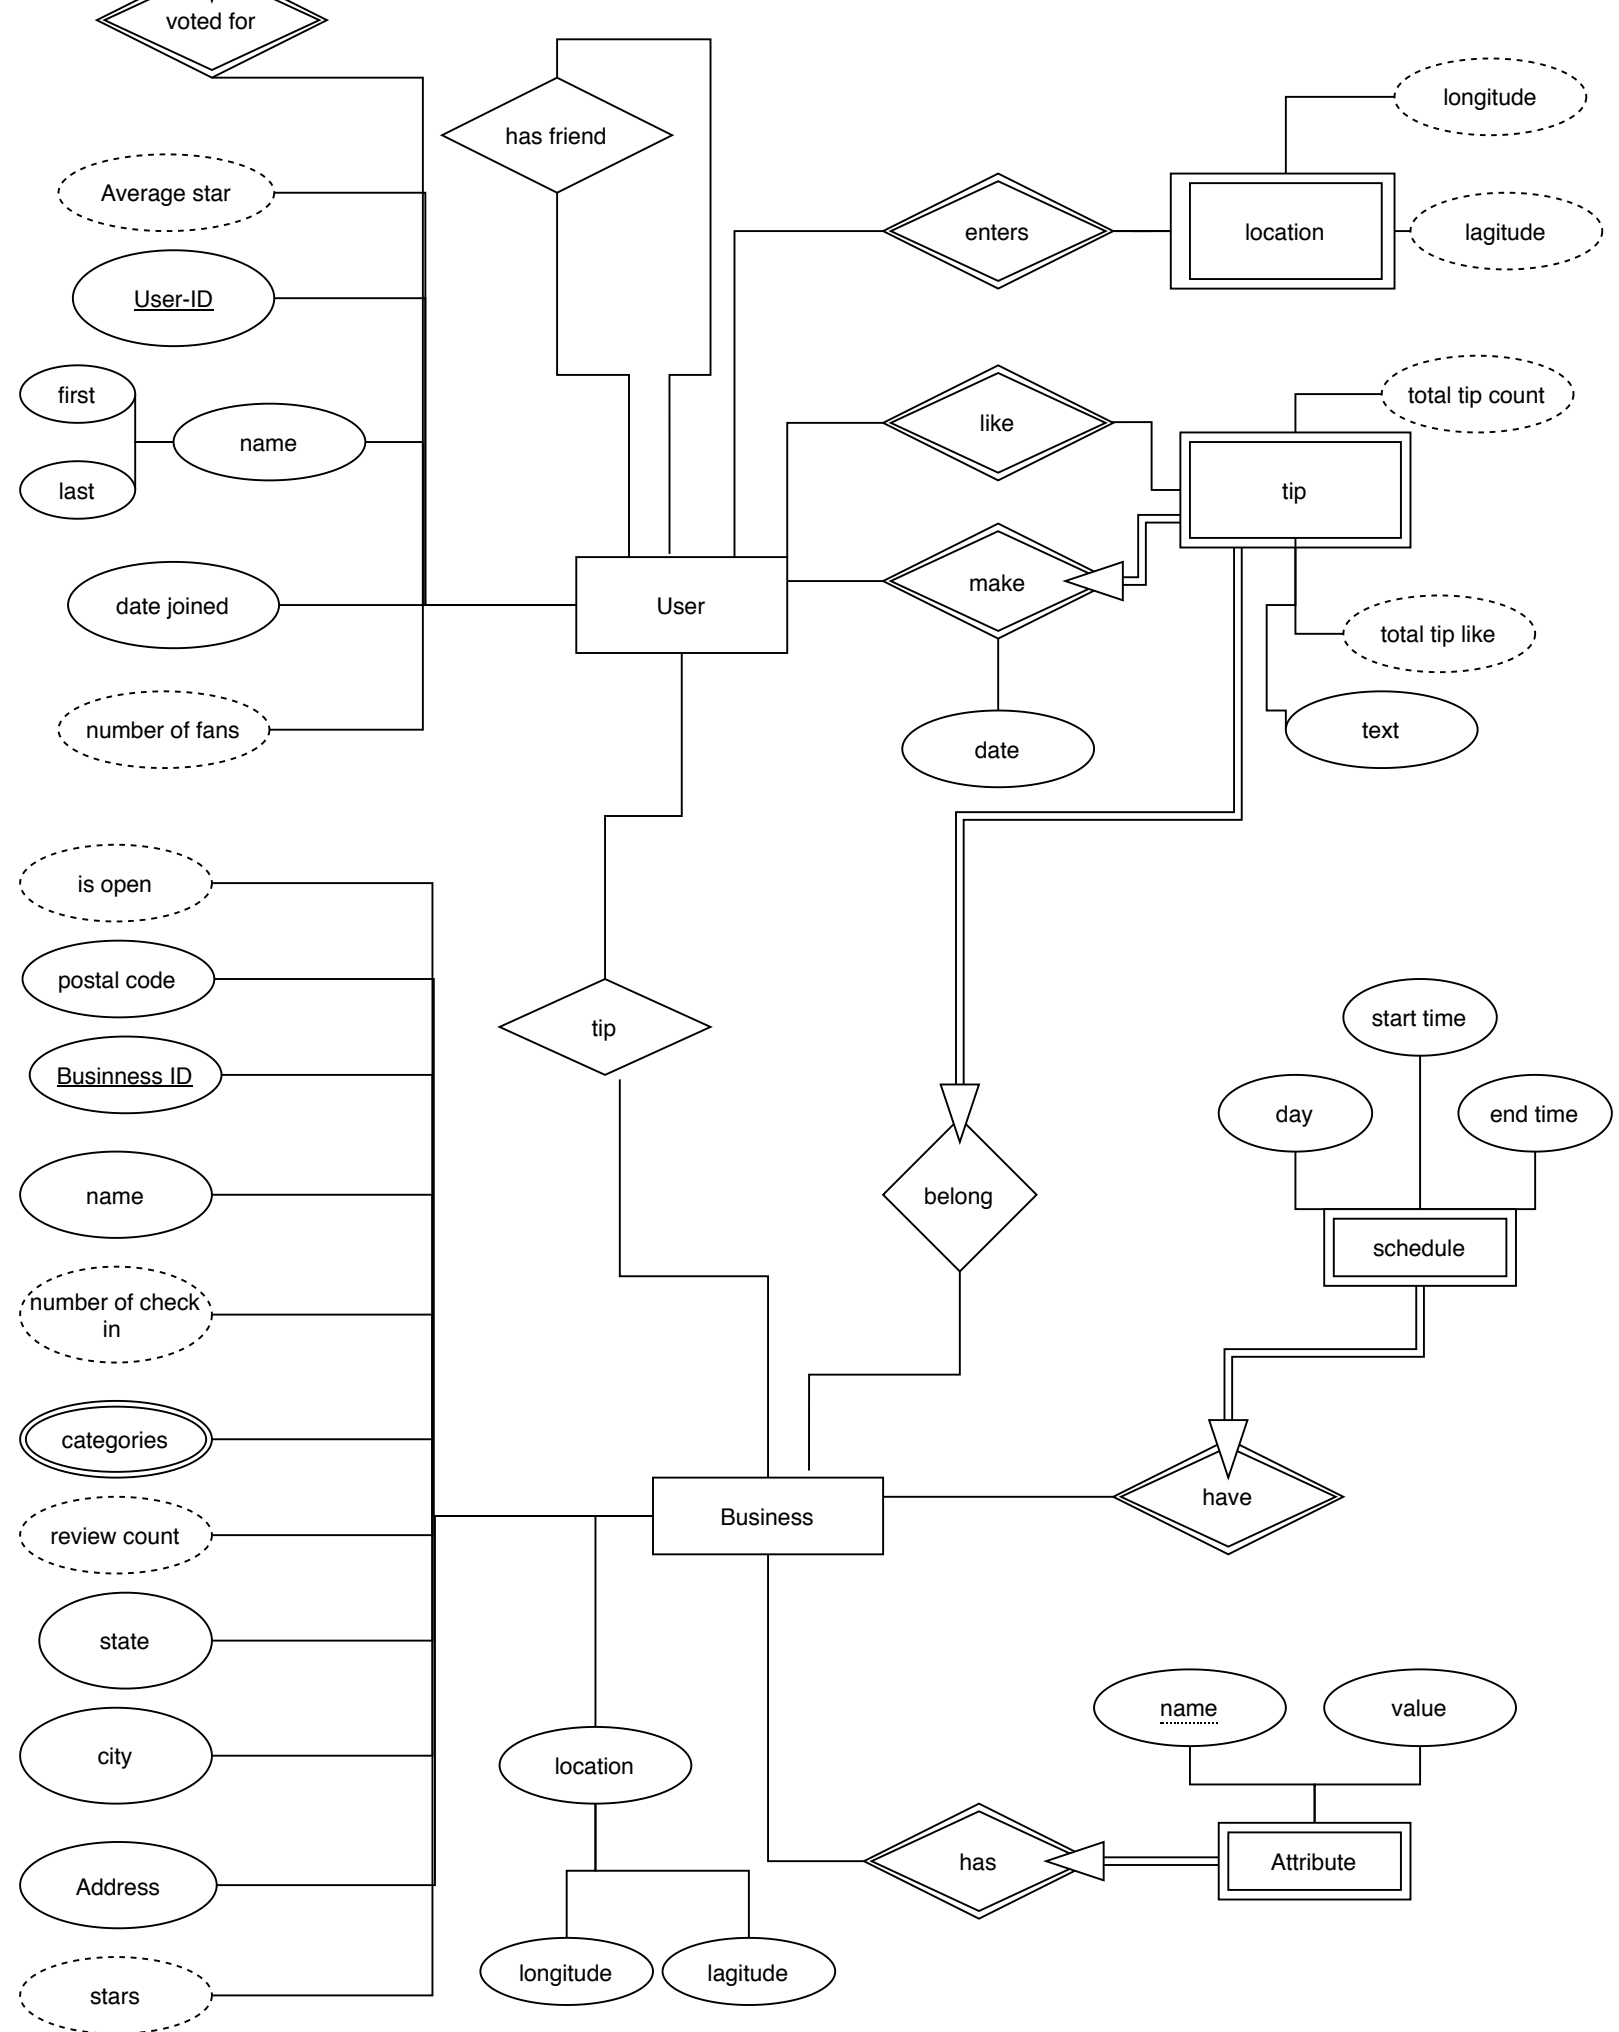 voted for
has friend
longitude
Average star
enters
location
lagitude
User-ID
first
name
last
like
total tip count
tip
date joined
User
make
total tip like
number of fans
date
text
is open
postal code
tip
start time
Businness ID
day
end time
name
belong
schedule
number of check
in
categories
have
review count
Business
state
name
value
city
location
Address
has
Attribute
longitude
lagitude
stars